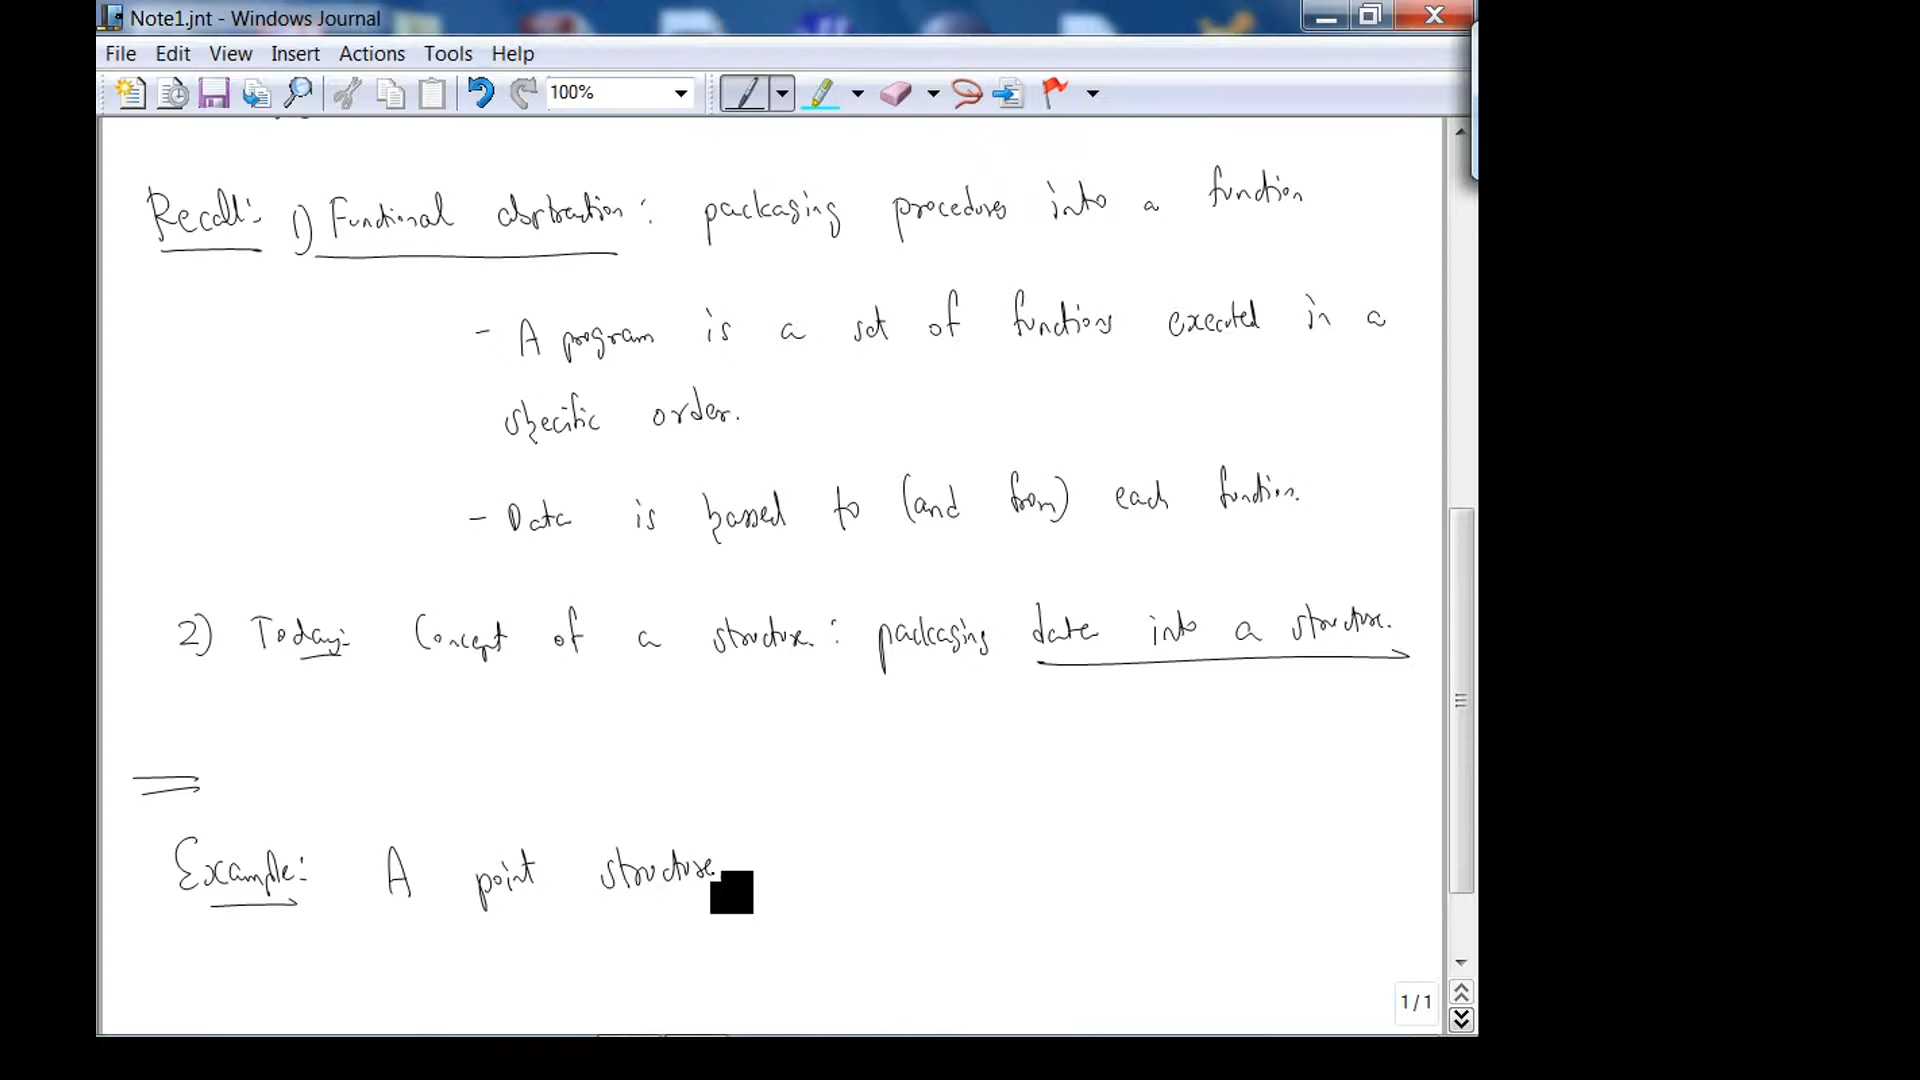 Note1.jnt - Windows Journal
File Edit View Insert Actions Tools Help
100%
Recall: 1) Functional abstraction: packaging procedures into a function
- A program is a set of functions executed in a
specific order.
- Data is passed to (and from) each function.
2) Today: Concept of a structure: packaging data into a structure.
Example: A point structure.
1/1